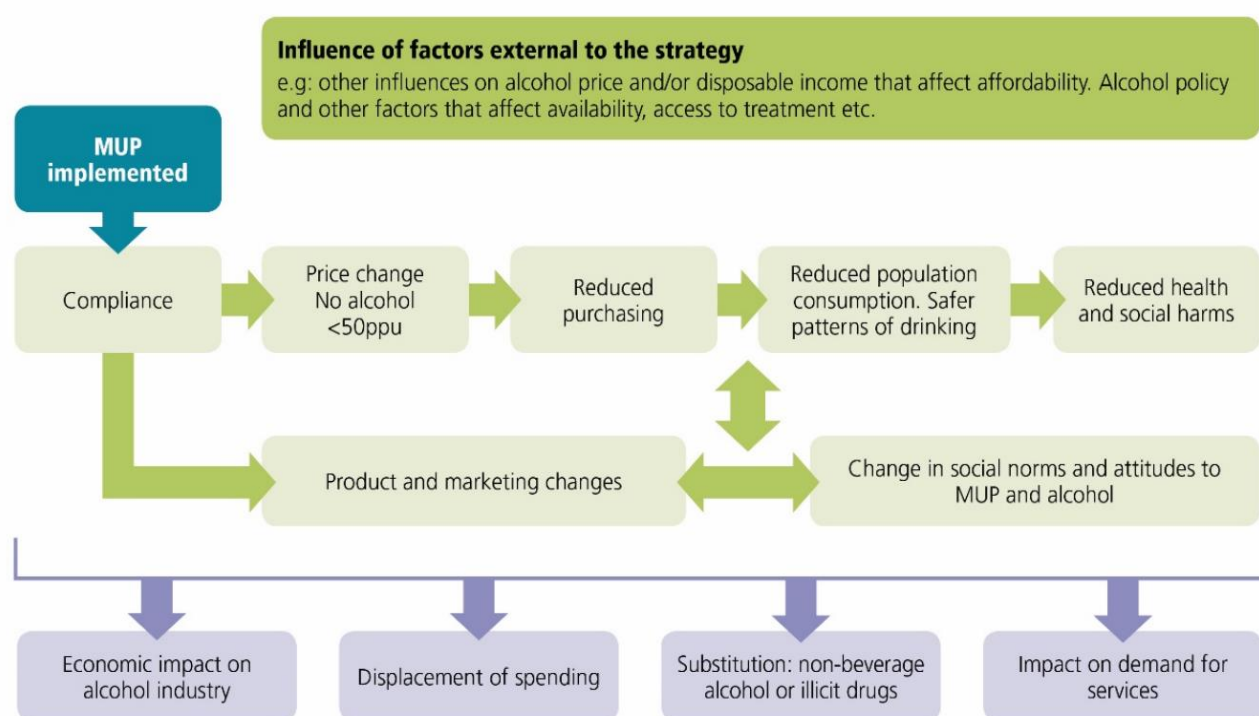 Influence of factors external to the strategy
e.g: other influences on alcohol price and/or disposable income that affect affordability. Alcohol policy
and other factors that affect availability, access to treatment etc.
MUP
implemented
Compliance
Price change
No alcohol
<50ppu
Reduced
purchasing
Reduced population
consumption. Safer
patterns of drinking
Reduced health
and social harms
Product and marketing changes
Change in social norms and attitudes to
MUP and alcohol
Economic impact on
alcohol industry
Displacement of spending
Substitution: non-beverage
alcohol or illicit drugs
Impact on demand for
services